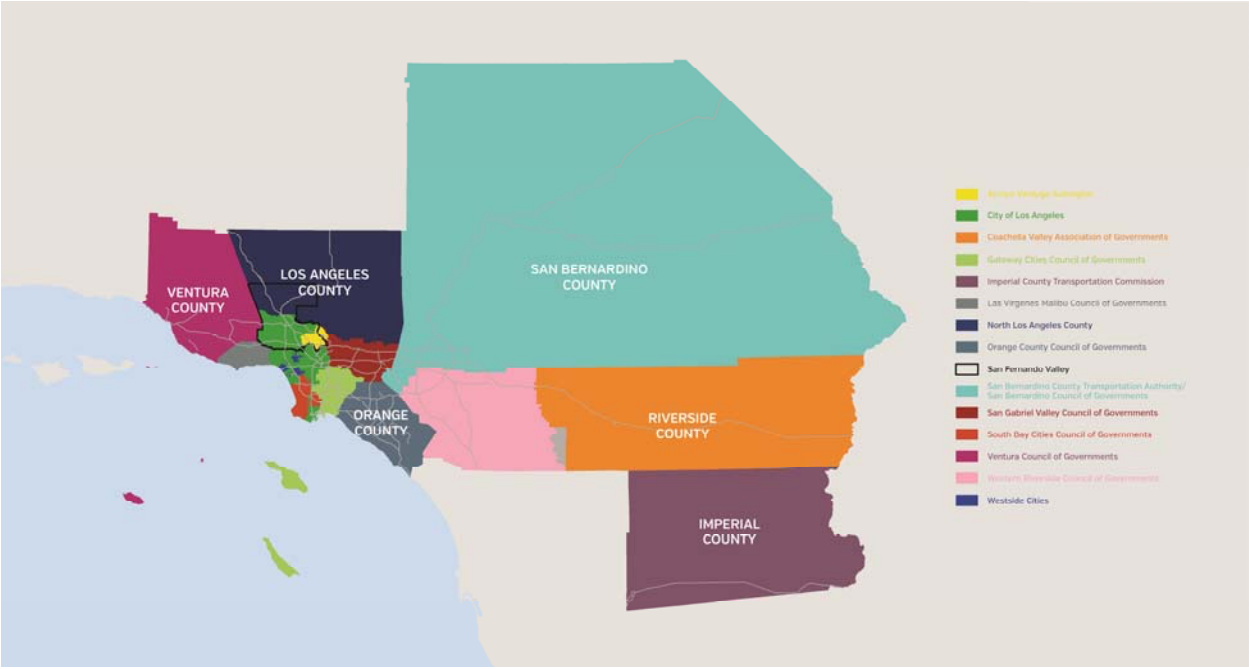 SAN BERNARDINO
COUNTY
LOS ANGELES
COUNTY
VENTURA
COUNTY
ORANGE
COUNTY
RIVERSIDE
COUNTY
IMPERIAL
COUNTY
Arroyo Verdugo
City of Los Angeles
Coachella Valley Association of Governments
Gateway Cities Council of Governments
Imperial County Transportation Commission
Las Virgenes Malibu Council of Governments
North Los Angeles County
Orange County Council of Governments
San Fernando Valley
San Bernardino County Transportation Authority/
San Bernardino Council of Governments
San Gabriel Valley Council of Governments
South Bay Cities Council of Governments
Ventura Council of Governments
Western Riverside Council of Governments
Westside Cities